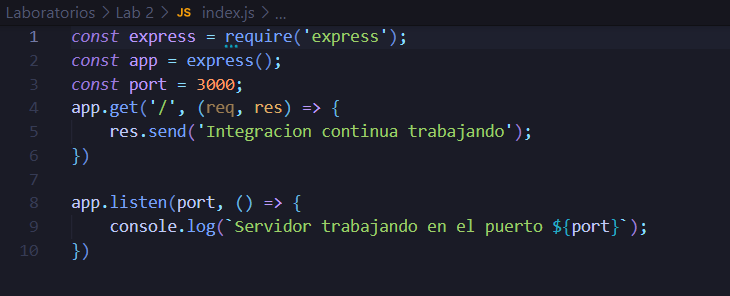 Laboratorios > Lab 2 > JS index.js > ...
1 const express = require('express');
2 const app = express();
3 const port = 3000;
4 app.get('/', (req, res) => {
5     res.send('Integracion continua trabajando');
6 })
7
8 app.listen(port, () => {
9     console.log(`Servidor trabajando en el puerto ${port}`);
10 })